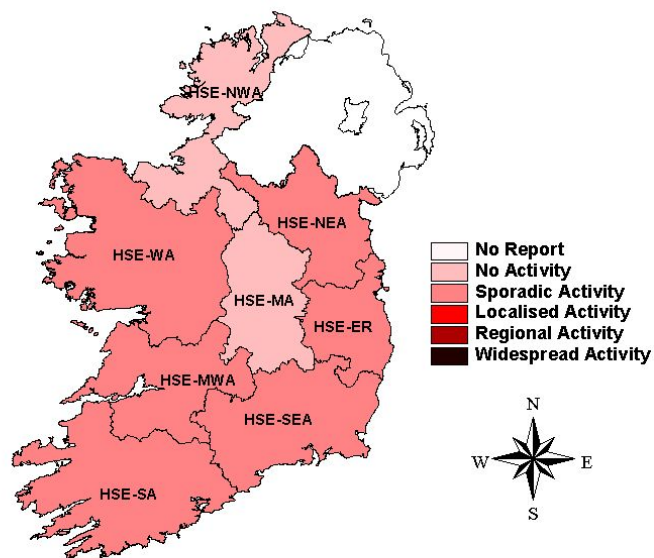 HSE-NWA
HSE-NEA
HSE-WA
HSE-MA
HSE-ER
HSE-MWA
HSE-SEA
HSE-SA
No Report
No Activity
Sporadic Activity
Localised Activity
Regional Activity
Widespread Activity
N
W E
S